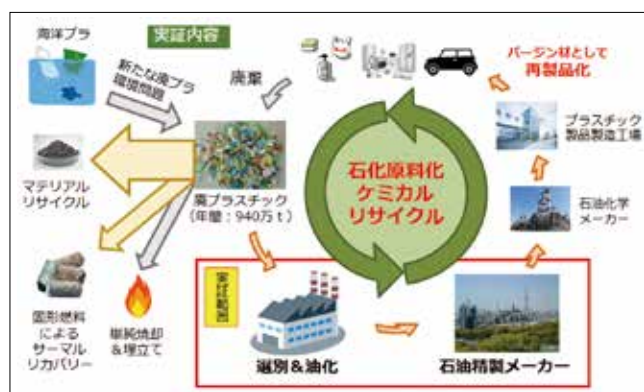 海洋プラ
実証内容
新たな廃プラ
環境問題
廃棄
バージン材として
再製品化
プラスチック
製品製造工場
マテリアル
リサイクル
廃プラスチック
（年間：940万ｔ）
石化原料化
ケミカル
リサイクル
石油化学
メーカー
実証範囲
固形燃料
による
サーマル
リカバリー
単純焼却
＆埋立て
選別＆油化
石油精製メーカー